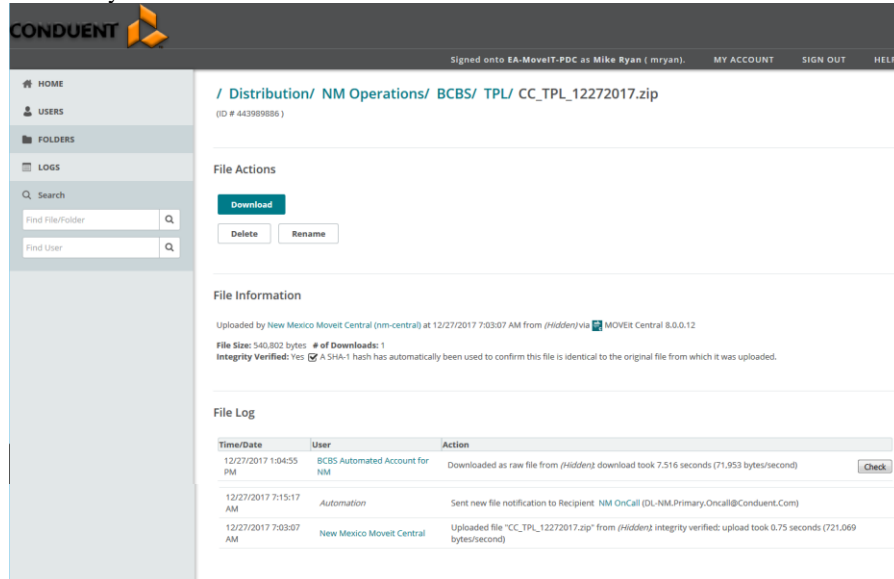 CONDUENT
Signed onto EA-MoveIT-PDC as Mike Ryan ( mryan). MY ACCOUNT SIGN OUT HELP
HOME
USERS
FOLDERS
LOGS
Search
Find File/Folder
Find User
/ Distribution/ NM Operations/ BCBS/ TPL/ CC_TPL_12272017.zip
(ID # 443989886 )
File Actions
Download
Delete Rename
File Information
Uploaded by New Mexico Moveit Central (nm-central) at 12/27/2017 7:03:07 AM from (Hidden) via MOVEit Central 8.0.0.12
File Size: 540,802 bytes # of Downloads: 1
Integrity Verified: Yes A SHA-1 hash has automatically been used to confirm this file is identical to the original file from which it was uploaded.
File Log
Time/Date User Action
12/27/2017 1:04:55 PM BCBS Automated Account for NM Downloaded as raw file from (Hidden); download took 7.516 seconds (71,953 bytes/second) Check
12/27/2017 7:15:17 AM Automation Sent new file notification to Recipient NM OnCall (DL-NM.Primary.Oncall@Conduent.Com)
12/27/2017 7:03:07 AM New Mexico Moveit Central Uploaded file "CC_TPL_12272017.zip" from (Hidden); integrity verified; upload took 0.75 seconds (721,069 bytes/second)